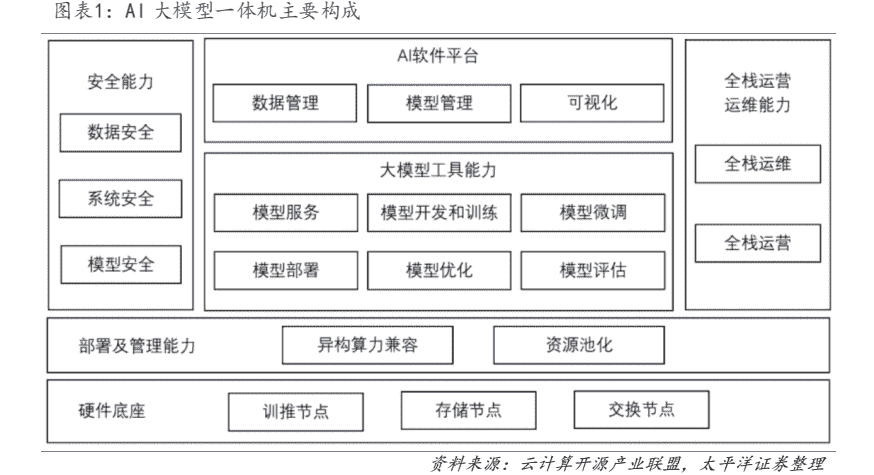 图表1: AI 大模型一体机主要构成
安全能力
数据安全
系统安全
模型安全
AI软件平台
数据管理
模型管理
可视化
大模型工具能力
模型服务
模型开发和训练
模型微调
模型部署
模型优化
模型评估
全栈运营
运维能力
全栈运维
全栈运营
部署及管理能力
异构算力兼容
资源池化
硬件底座
训推节点
存储节点
交换节点
资料来源：云计算开源产业联盟，太平洋证券整理